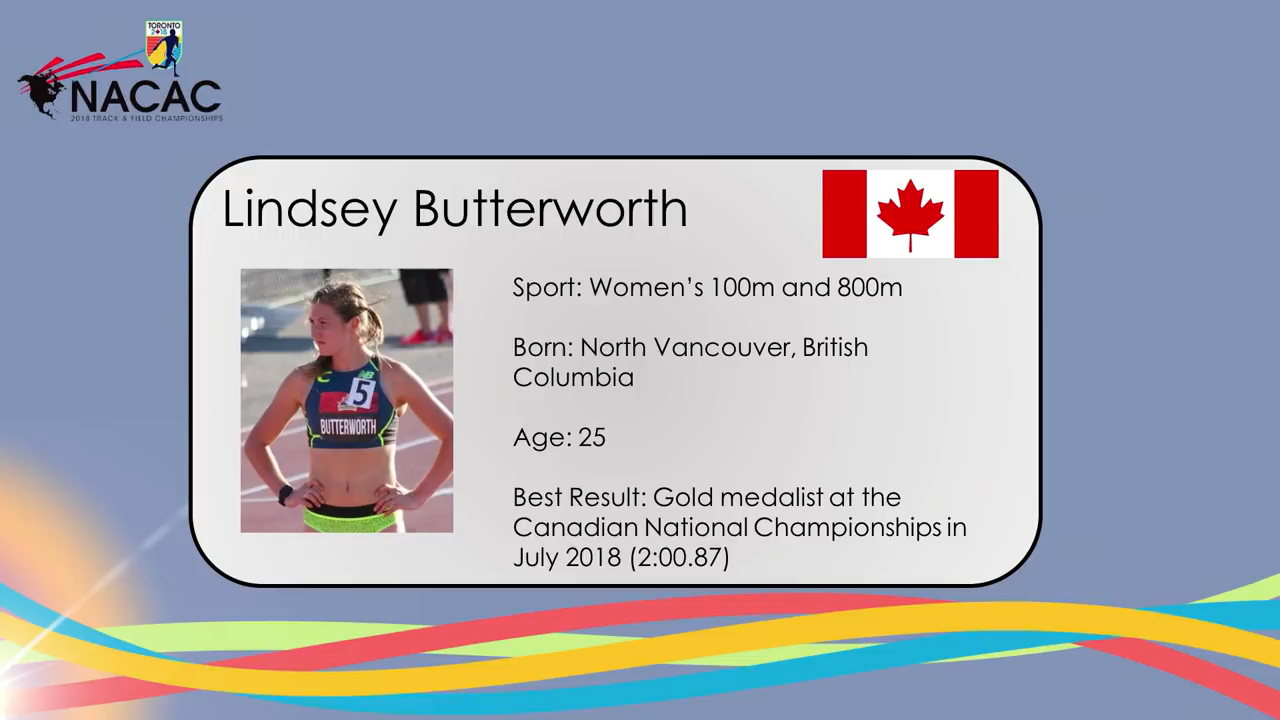 TORONTO
2018
NACAC
2018 TRACK & FIELD CHAMPIONSHIPS
Lindsey Butterworth
Sport: Women’s 100m and 800m
Born: North Vancouver, British
Columbia
Age: 25
Best Result: Gold medalist at the
Canadian National Championships in
July 2018 (2:00.87)
NB
5
BUTTERWORTH